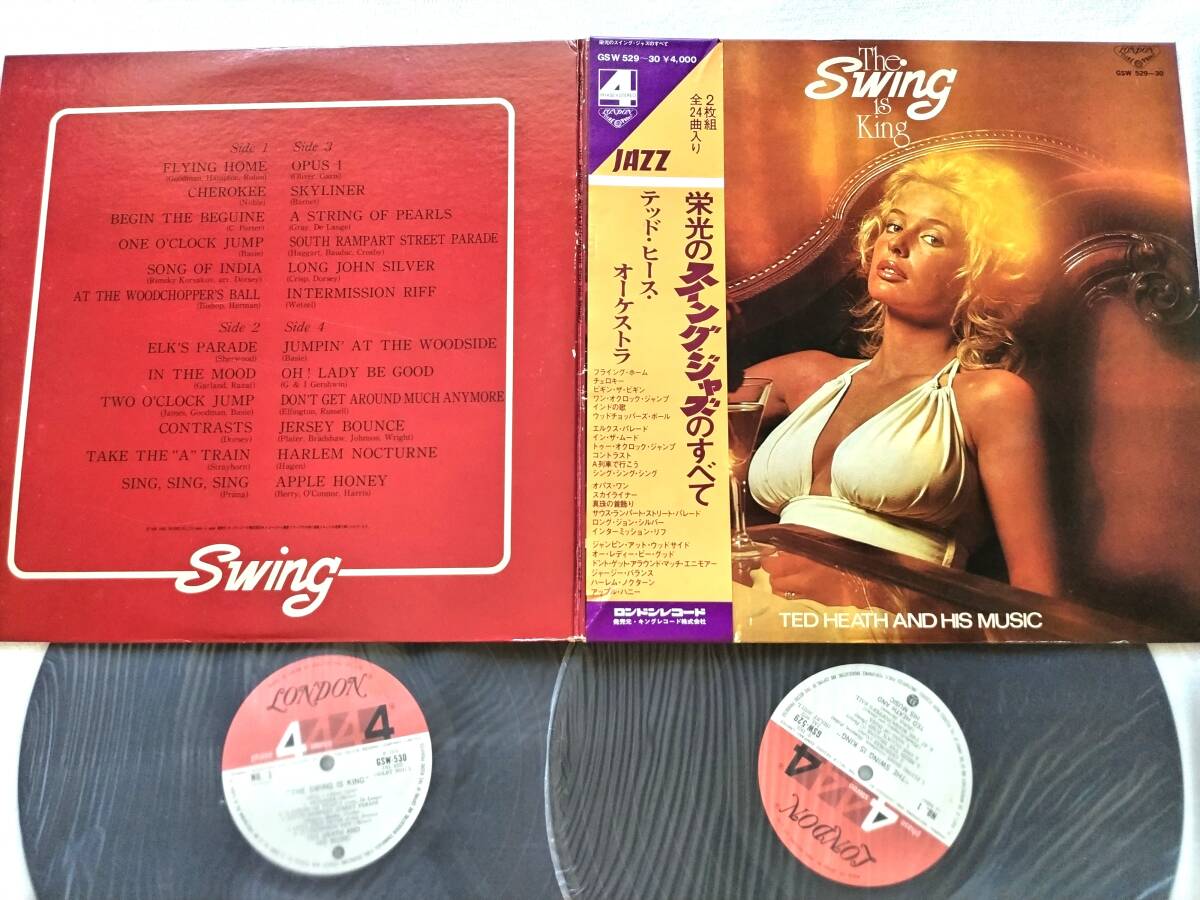 Side 1
FLYING HOME
(Goodman, Hampton, Robin)
CHEROKEE
(Noble)
BEGIN THE BEGUINE
(C. Porter)
ONE O'CLOCK JUMP
(Basie)
SONG OF INDIA
(Rimsky Korsakov, arr. Dorsey)
AT THE WOODCHOPPER'S BALL
(Bishop, Herman)
Side 3
OPUS 1
(Oliver, Garis)
SKYLINER
(Barnet)
A STRING OF PEARLS
(Gray, De Lange)
SOUTH RAMPART STREET PARADE
(Haggart, Bauduc, Crosby)
LONG JOHN SILVER
(Crisp, Dorsey)
INTERMISSION RIFF
(Wetzel)
Side 2
ELK'S PARADE
(Sherwood)
IN THE MOOD
(Garland, Razaf)
TWO O'CLOCK JUMP
(James, Goodman, Basie)
CONTRASTS
(Dorsey)
TAKE THE "A" TRAIN
(Strayhorn)
SING, SING, SING
(Prima)
Side 4
JUMPIN' AT THE WOODSIDE
(Basie)
OH! LADY BE GOOD
(G & I Gershwin)
DON'T GET AROUND MUCH ANYMORE
(Ellington, Russell)
JERSEY BOUNCE
(Plater, Bradshaw, Johnson, Wright)
HARLEM NOCTURNE
(Hagen)
APPLE HONEY
(Berry, O'Connor, Harris)
Swing
栄光のスイング・ジャズのすべて
GSW 529~30 ¥4,000
4
PHASE 4 STEREO
LONDON
2枚組
全24曲入り
JAZZ
栄光のスイング・ジャズのすべて
テッド・ヒース・
オーケストラ
フライング・ホーム
チェロキー
ビギン・ザ・ビギン
ワン・オクロック・ジャンプ
インドの歌
ウッドチョッパーズ・ボール
エルクス・パレード
イン・ザ・ムード
トゥー・オクロック・ジャンプ
コントラスト
A列車で行こう
シング・シング・シング
オパス・ワン
スカイライナー
真珠の首飾り
サウス・ランパート・ストリート・パレード
ロング・ジョン・シルバー
インターミッション・リフ
ジャンピン・アット・ウッドサイド
オー・レディー・ビー・グッド
ドント・ゲット・アラウンド・マッチ・エニモアー
ジャージー・バランス
ハーレム・ノクターン
アップル・ハニー
ロンドンレコード
発売元・キングレコード株式会社
The
Swing
is
King
LONDON
GSW 529-30
TED HEATH AND HIS MUSIC
LONDON
4
phase
stereo
GSW-530
NO. 1
"THE SWING IS KING"
LONDON
4
phase
stereo
GSW-529
NO. 1
"THE SWING IS KING"
TED HEATH AND
HIS MUSIC